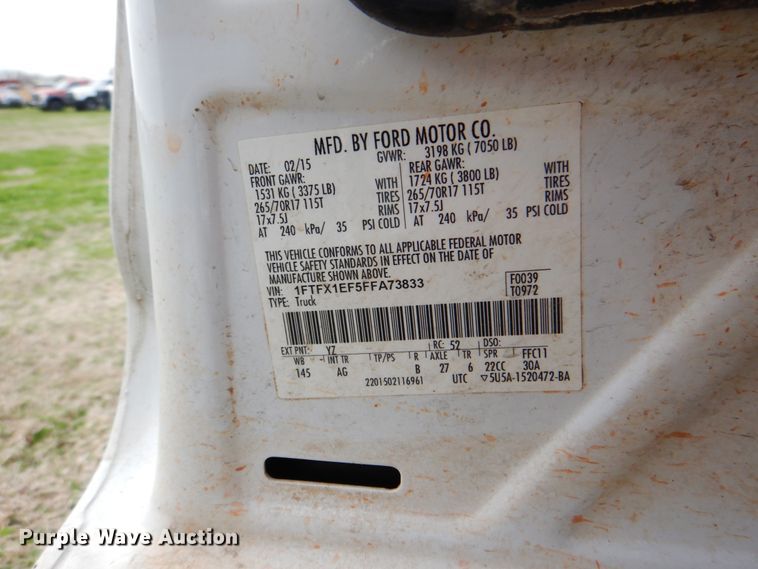 MFD. BY FORD MOTOR CO.
DATE: 02/15 GVWR: 3198 KG ( 7050 LB)
FRONT GAWR: REAR GAWR:
1531 KG ( 3375 LB) WITH 1724 KG ( 3800 LB) WITH
265/70R17 115T TIRES 265/70R17 115T TIRES
17x7.5J RIMS 17x7.5J RIMS
AT 240 kPa/ 35 PSI COLD AT 240 kPa/ 35 PSI COLD
THIS VEHICLE CONFORMS TO ALL APPLICABLE FEDERAL MOTOR
VEHICLE SAFETY STANDARDS IN EFFECT ON THE DATE OF
MANUFACTURE SHOWN ABOVE.
VIN: 1FTFX1EF5FFA73833 F0039
TYPE: Truck T0972
EXT PNT: YZ RC: 52 DSO:
WB INT TR TP/PS R AXLE TR SPR FFC11
145 AG B 27 6 22CC 30A
2201502116961 UTC ▽5U5A-1520472-BA
Purple Wave Auction